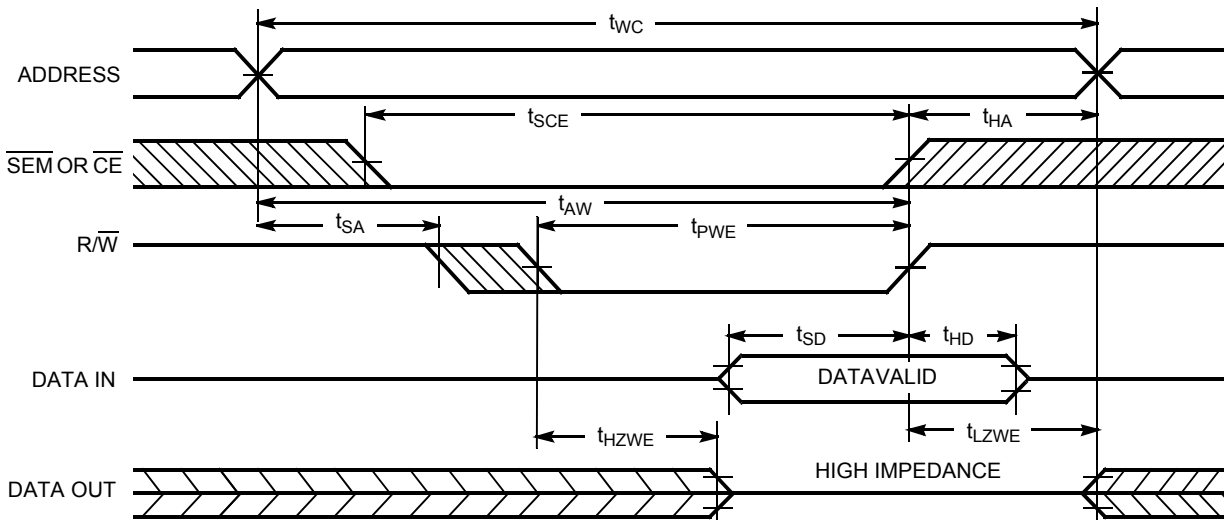 tWC
ADDRESS
tSCE
tHA
SEM OR CE
tAW
tSA
tPWE
R/W
tSD
tHD
DATA IN
DATAVALID
tHZWE
tLZWE
HIGH IMPEDANCE
DATA OUT